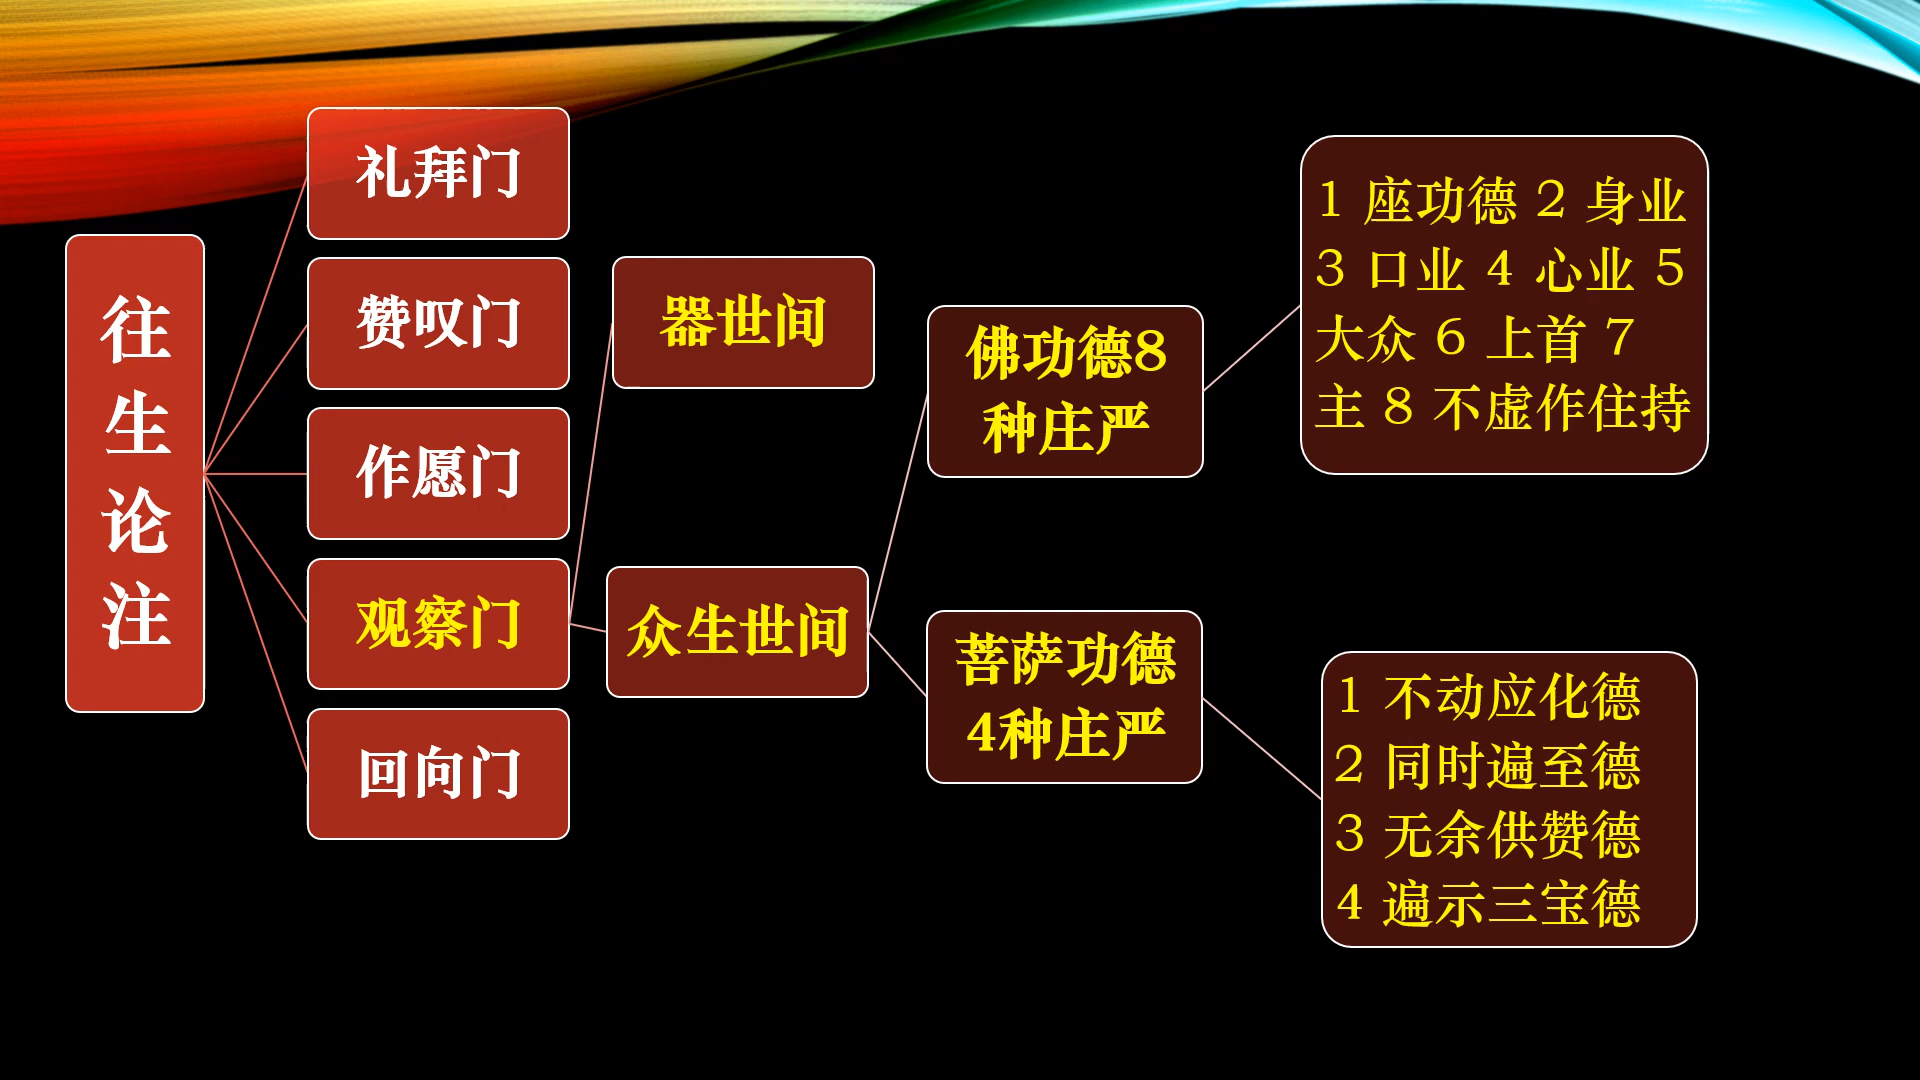 往生论注
礼拜门
赞叹门
作愿门
观察门
回向门
器世间
众生世间
佛功德8
种庄严
菩萨功德
4种庄严
1 座功德 2 身业
3 口业 4 心业 5
大众 6 上首 7
主 8 不虚作住持
1 不动应化德
2 同时遍至德
3 无余供赞德
4 遍示三宝德